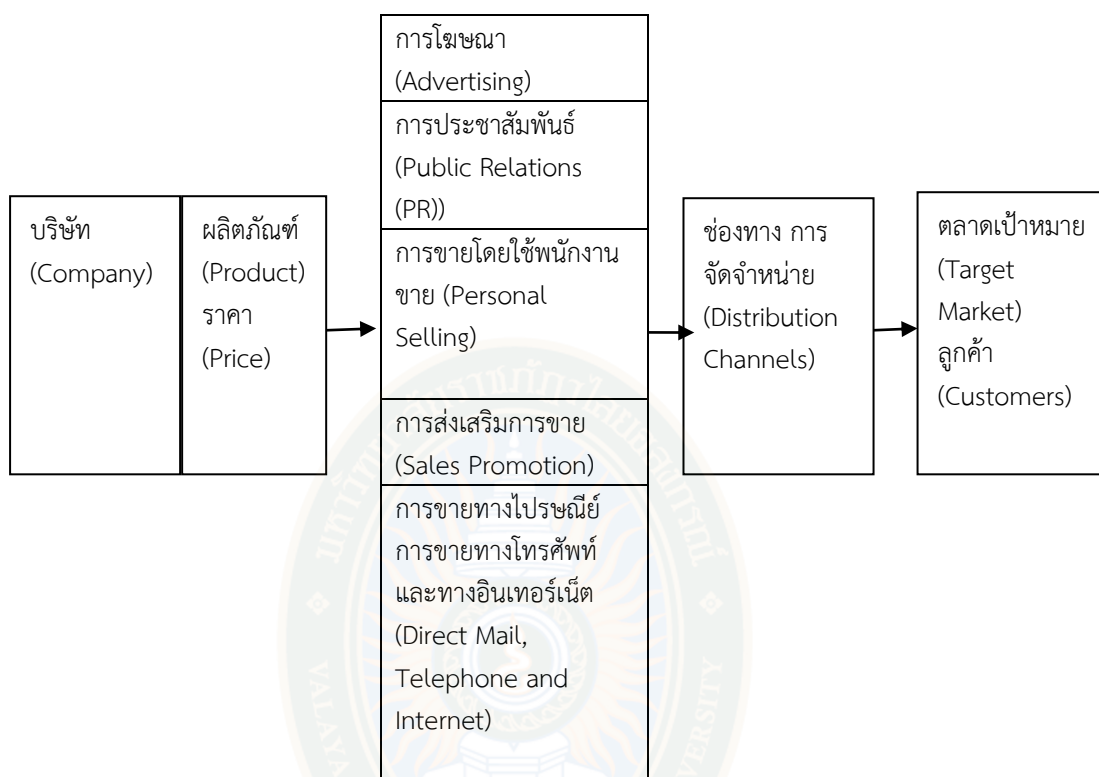 การโฆษณา
(Advertising)
การประชาสัมพันธ์
(Public Relations
(PR))
การขายโดยใช้พนักงาน
ขาย (Personal
Selling)
การส่งเสริมการขาย
(Sales Promotion)
การขายทางไปรษณีย์
การขายทางโทรศัพท์
และทางอินเทอร์เน็ต
(Direct Mail,
Telephone and
Internet)
บริษัท
(Company)
ผลิตภัณฑ์
(Product)
ราคา
(Price)
ช่องทาง การ
จัดจำหน่าย
(Distribution
Channels)
ตลาดเป้าหมาย
(Target
Market)
ลูกค้า
(Customers)